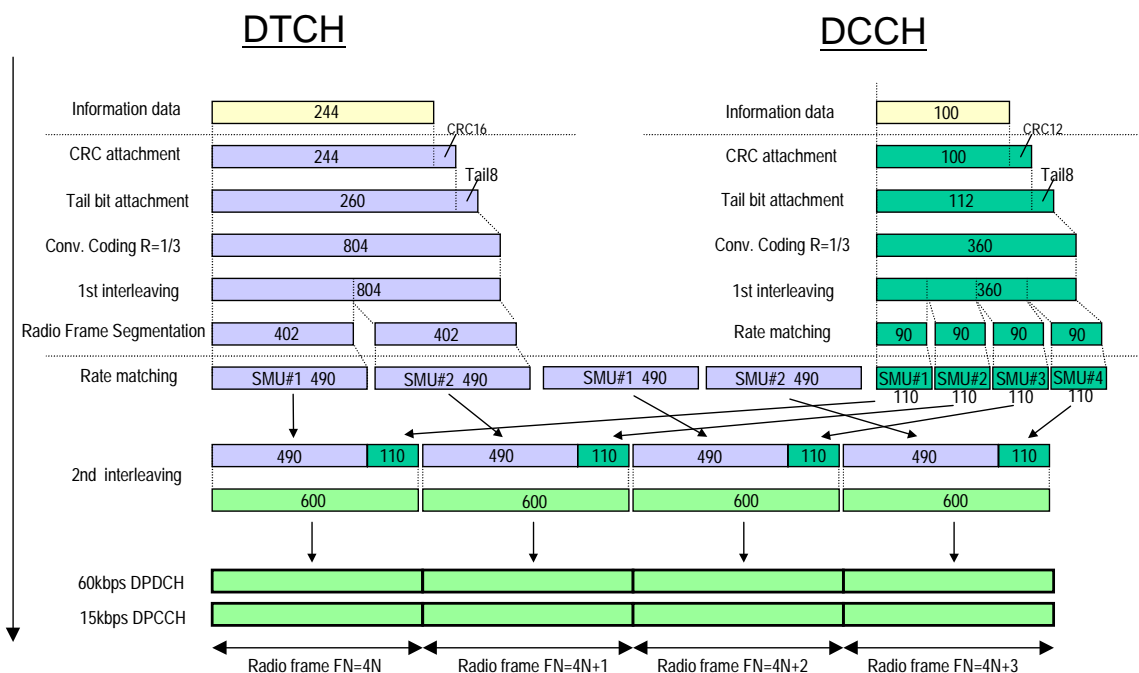 DTCH DCCH
Information data 244 Information data 100
CRC16 CRC12
CRC attachment 244 CRC attachment 100
Tail8 Tail8
Tail bit attachment 260 Tail bit attachment 112
Conv. Coding R=1/3 804 Conv. Coding R=1/3 360
1st interleaving 804 1st interleaving 360
Radio Frame Segmentation 402 402 Rate matching 90 90 90 90
Rate matching SMU#1 490 SMU#2 490 SMU#1 490 SMU#2 490 SMU#1 SMU#2 SMU#3 SMU#4
110 110 110 110
490 110 490 110 490 110 490 110
2nd interleaving
600 600 600 600
60kbps DPDCH
15kbps DPCCH
Radio frame FN=4N Radio frame FN=4N+1 Radio frame FN=4N+2 Radio frame FN=4N+3